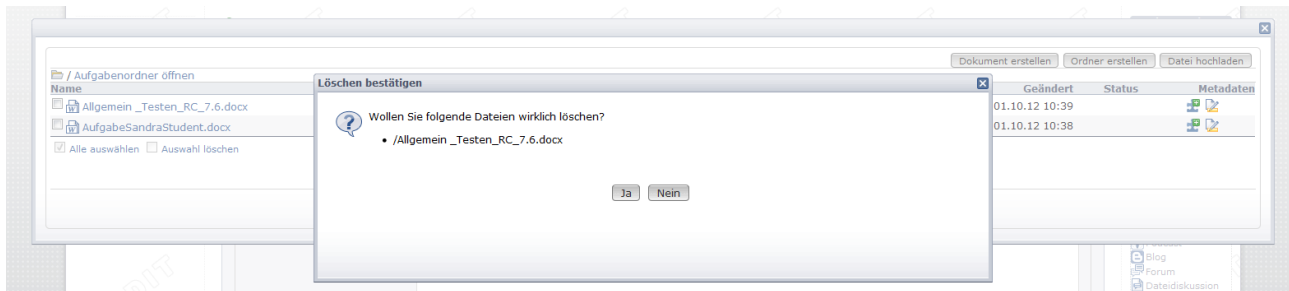 Dokument erstellen Ordner erstellen Datei hochladen
/ Aufgabenordner öffnen
Name Geändert Status Metadaten
Allgemein _Testen_RC_7.6.docx 01.10.12 10:39
AufgabeSandraStudent.docx 01.10.12 10:38
Alle auswählen Auswahl löschen
Löschen bestätigen
Wollen Sie folgende Dateien wirklich löschen?
• /Allgemein _Testen_RC_7.6.docx
Ja Nein
Blog
Forum
Dateidiskussion